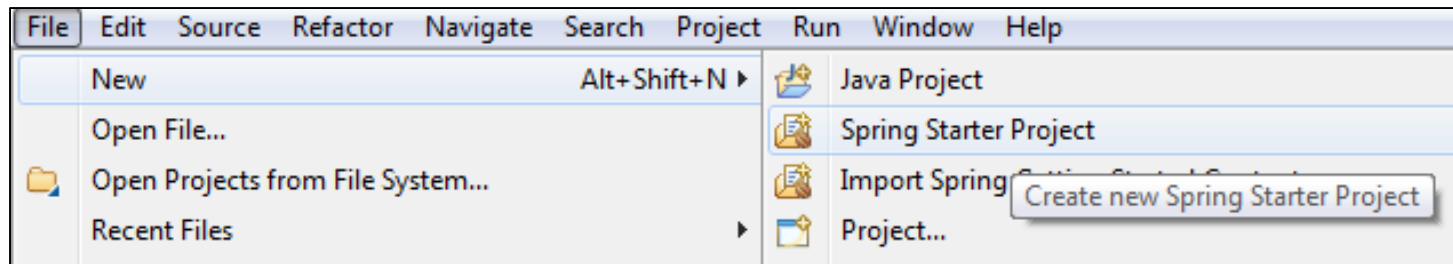 File Edit Source Refactor Navigate Search Project Run Window Help
New Alt+Shift+N
Open File...
Open Projects from File System...
Recent Files
Java Project
Spring Starter Project
Import Spring
Create new Spring Starter Project
Project...